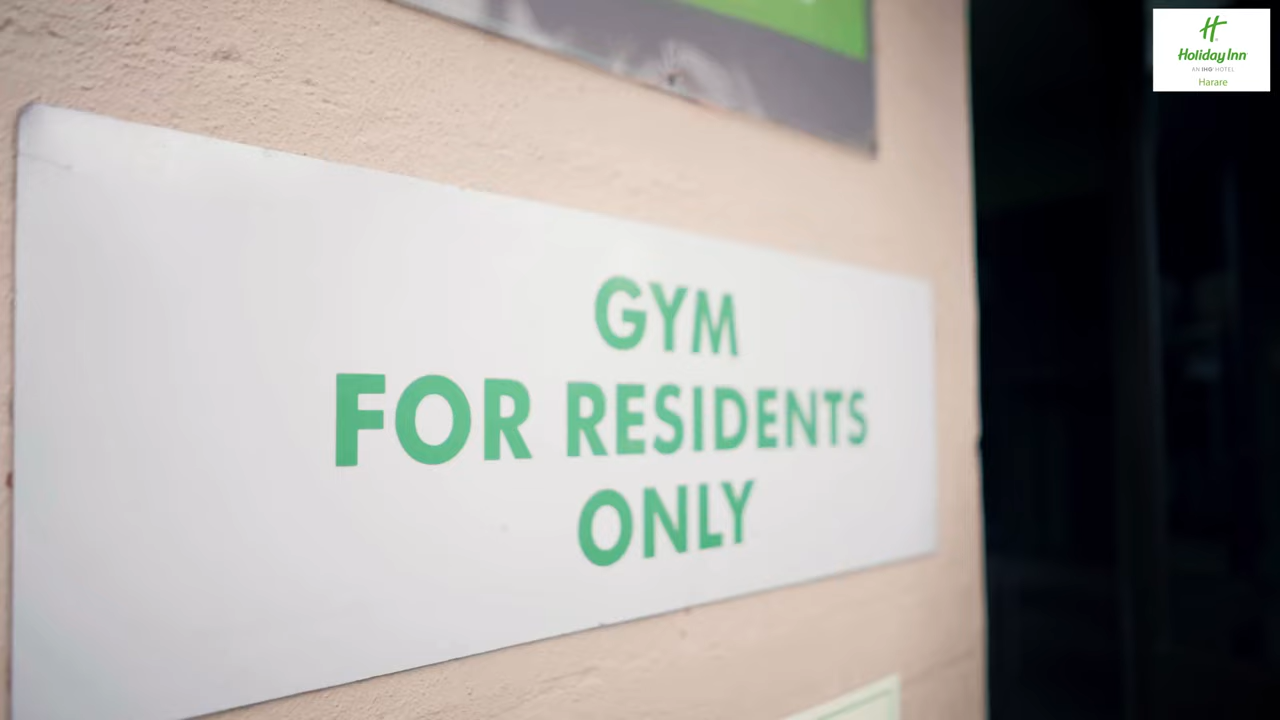 H
Holiday Inn
AN IHG HOTEL
Harare
GYM
FOR RESIDENTS
ONLY